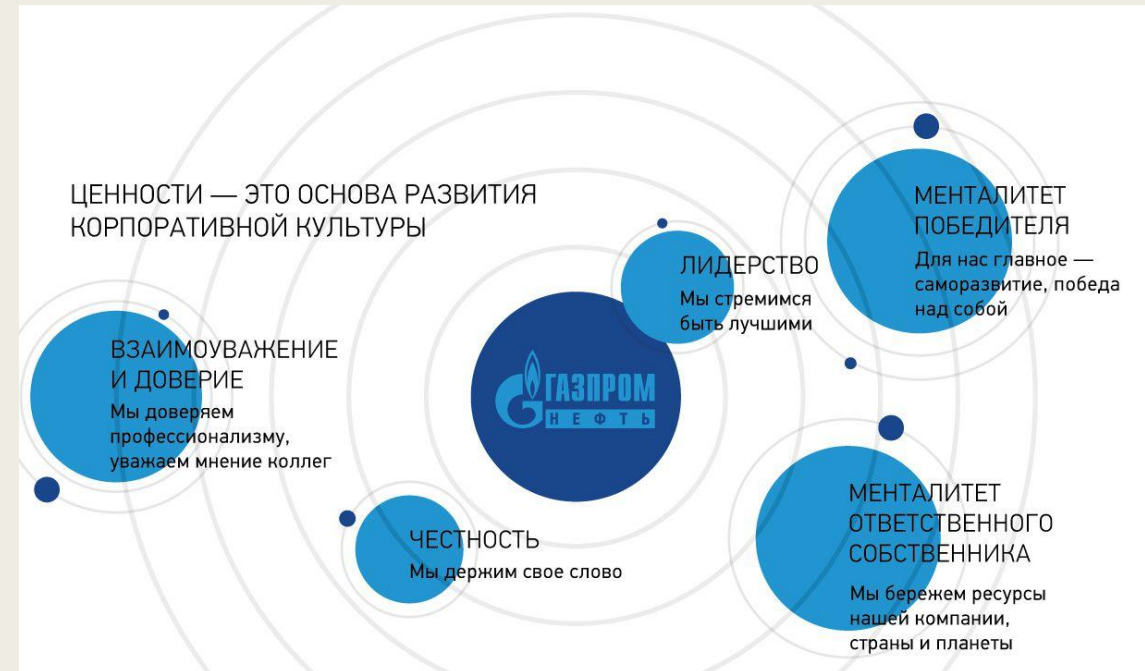 ЦЕННОСТИ — ЭТО ОСНОВА РАЗВИТИЯ
КОРПОРАТИВНОЙ КУЛЬТУРЫ
МЕНТАЛИТЕТ
ПОБЕДИТЕЛЯ
Для нас главное —
саморазвитие, победа
над собой
ЛИДЕРСТВО
Мы стремимся
быть лучшими
ВЗАИМОУВАЖЕНИЕ
И ДОВЕРИЕ
Мы доверяем
профессионализму,
уважаем мнение коллег
ГАЗПРОМ
НЕФТЬ
ЧЕСТНОСТЬ
Мы держим свое слово
МЕНТАЛИТЕТ
ОТВЕТСТВЕННОГО
СОБСТВЕННИКА
Мы бережем ресурсы
нашей компании,
страны и планеты